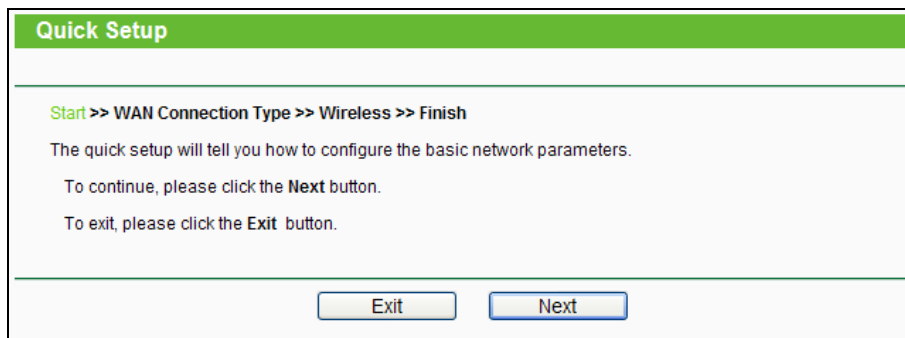 Quick Setup
Start >> WAN Connection Type >> Wireless >> Finish
The quick setup will tell you how to configure the basic network parameters.
To continue, please click the Next button.
To exit, please click the Exit button.
Exit Next